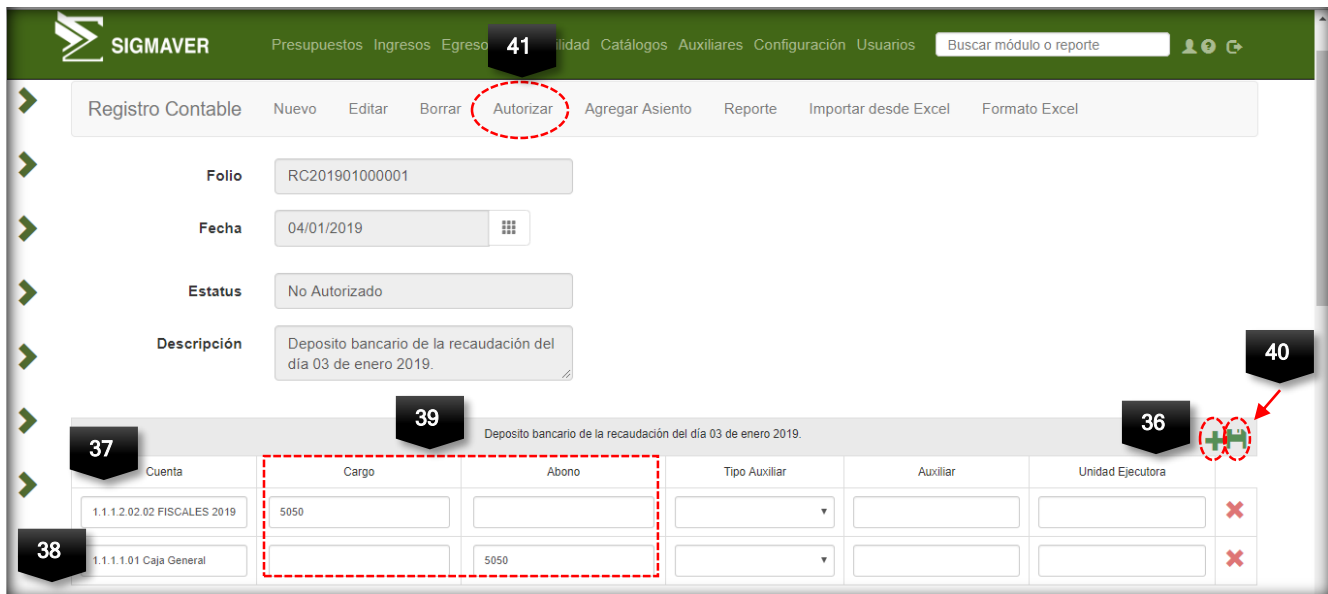 SIGMAVER
Presupuestos Ingresos Egreso lidad Catálogos Auxiliares Configuración Usuarios
Buscar módulo o reporte
41
Registro Contable Nuevo Editar Borrar Autorizar Agregar Asiento Reporte Importar desde Excel Formato Excel
Folio RC201901000001
Fecha 04/01/2019
Estatus No Autorizado
Descripción Deposito bancario de la recaudación del
día 03 de enero 2019.
40
39
36
37
Deposito bancario de la recaudación del día 03 de enero 2019.
Cuenta Cargo Abono Tipo Auxiliar Auxiliar Unidad Ejecutora
1.1.1.2.02.02 FISCALES 2019 5050
38
1.1.1.1.01 Caja General 5050